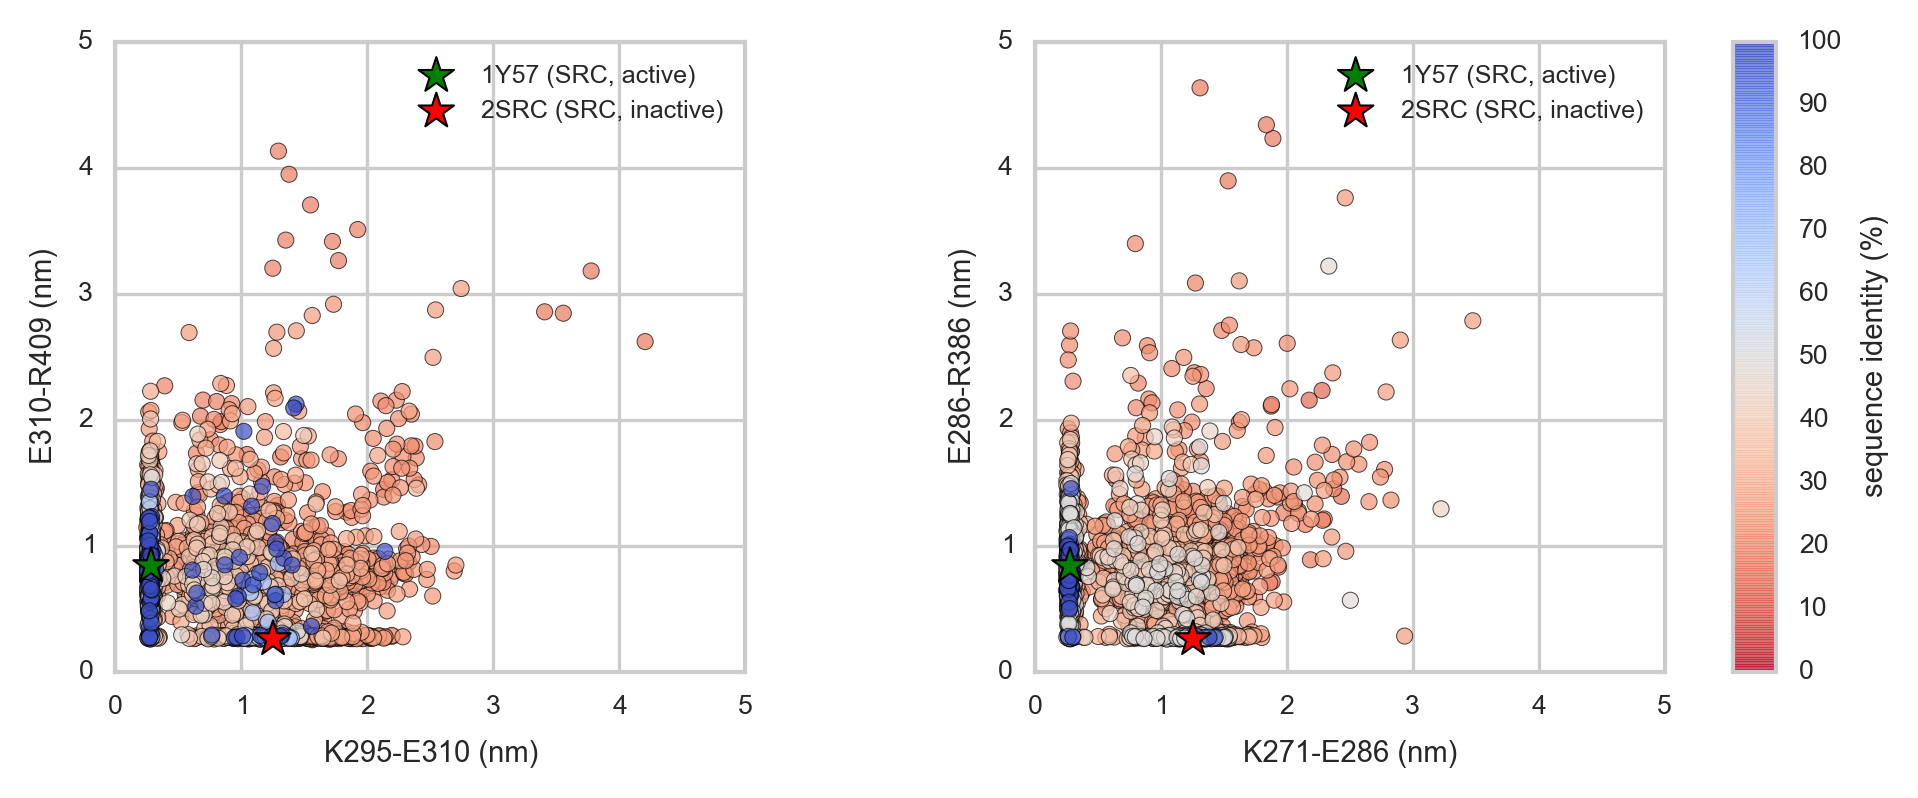 5
4
3
2
1
0
E310-R409 (nm)
1Y57 (SRC, active)
2SRC (SRC, inactive)
0 1 2 3 4 5
K295-E310 (nm)
5
4
3
2
1
0
E286-R386 (nm)
1Y57 (SRC, active)
2SRC (SRC, inactive)
0 1 2 3 4 5
K271-E286 (nm)
100
90
80
70
60
50
40
30
20
10
0
sequence identity (%)